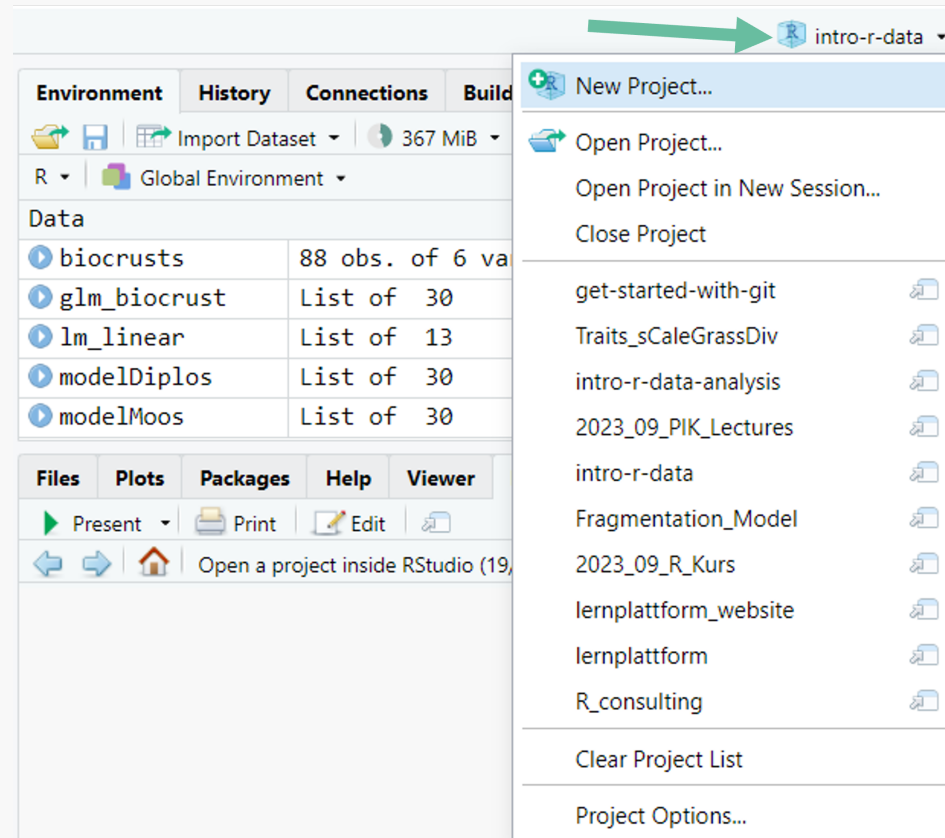 intro-r-data
Environment History Connections Build
Import Dataset 367 MiB
R Global Environment
Data
biocrusts 88 obs. of 6
glm_biocrust List of 30
lm_linear List of 13
modelDiplos List of 30
modelMoos List of 30
Files Plots Packages Help Viewer
Present Print Edit
Open a project inside RStudio (19,
New Project...
Open Project...
Open Project in New Session...
Close Project
get-started-with-git
Traits_sCaleGrassDiv
intro-r-data-analysis
2023_09_PIK_Lectures
intro-r-data
Fragmentation_Model
2023_09_R_Kurs
lernplattform_website
lernplattform
R_consulting
Clear Project List
Project Options...